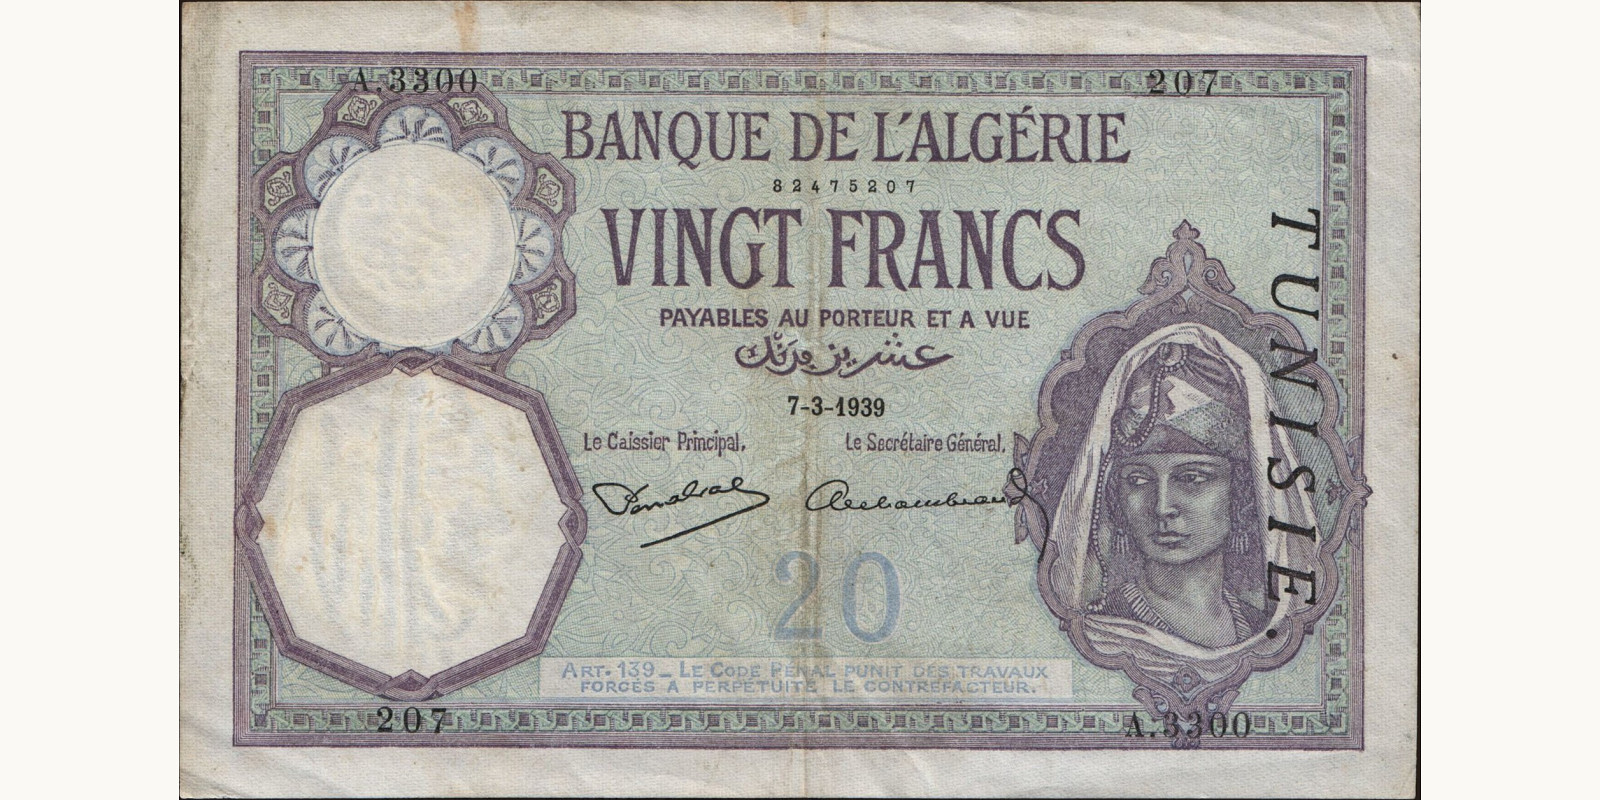 A.3300
207
BANQUE DE L'ALGÉRIE
82475207
VINGT FRANCS
PAYABLES AU PORTEUR ET A VUE
عشرين فرنك
7-3-1939
Le Caissier Principal,
Le Secrétaire Général,
20
ART. 139 _ LE CODE PÉNAL PUNIT DES TRAVAUX
FORCÉS A PERPÉTUITÉ LE CONTREFACTEUR.
207
A.3300
TUNISIE.